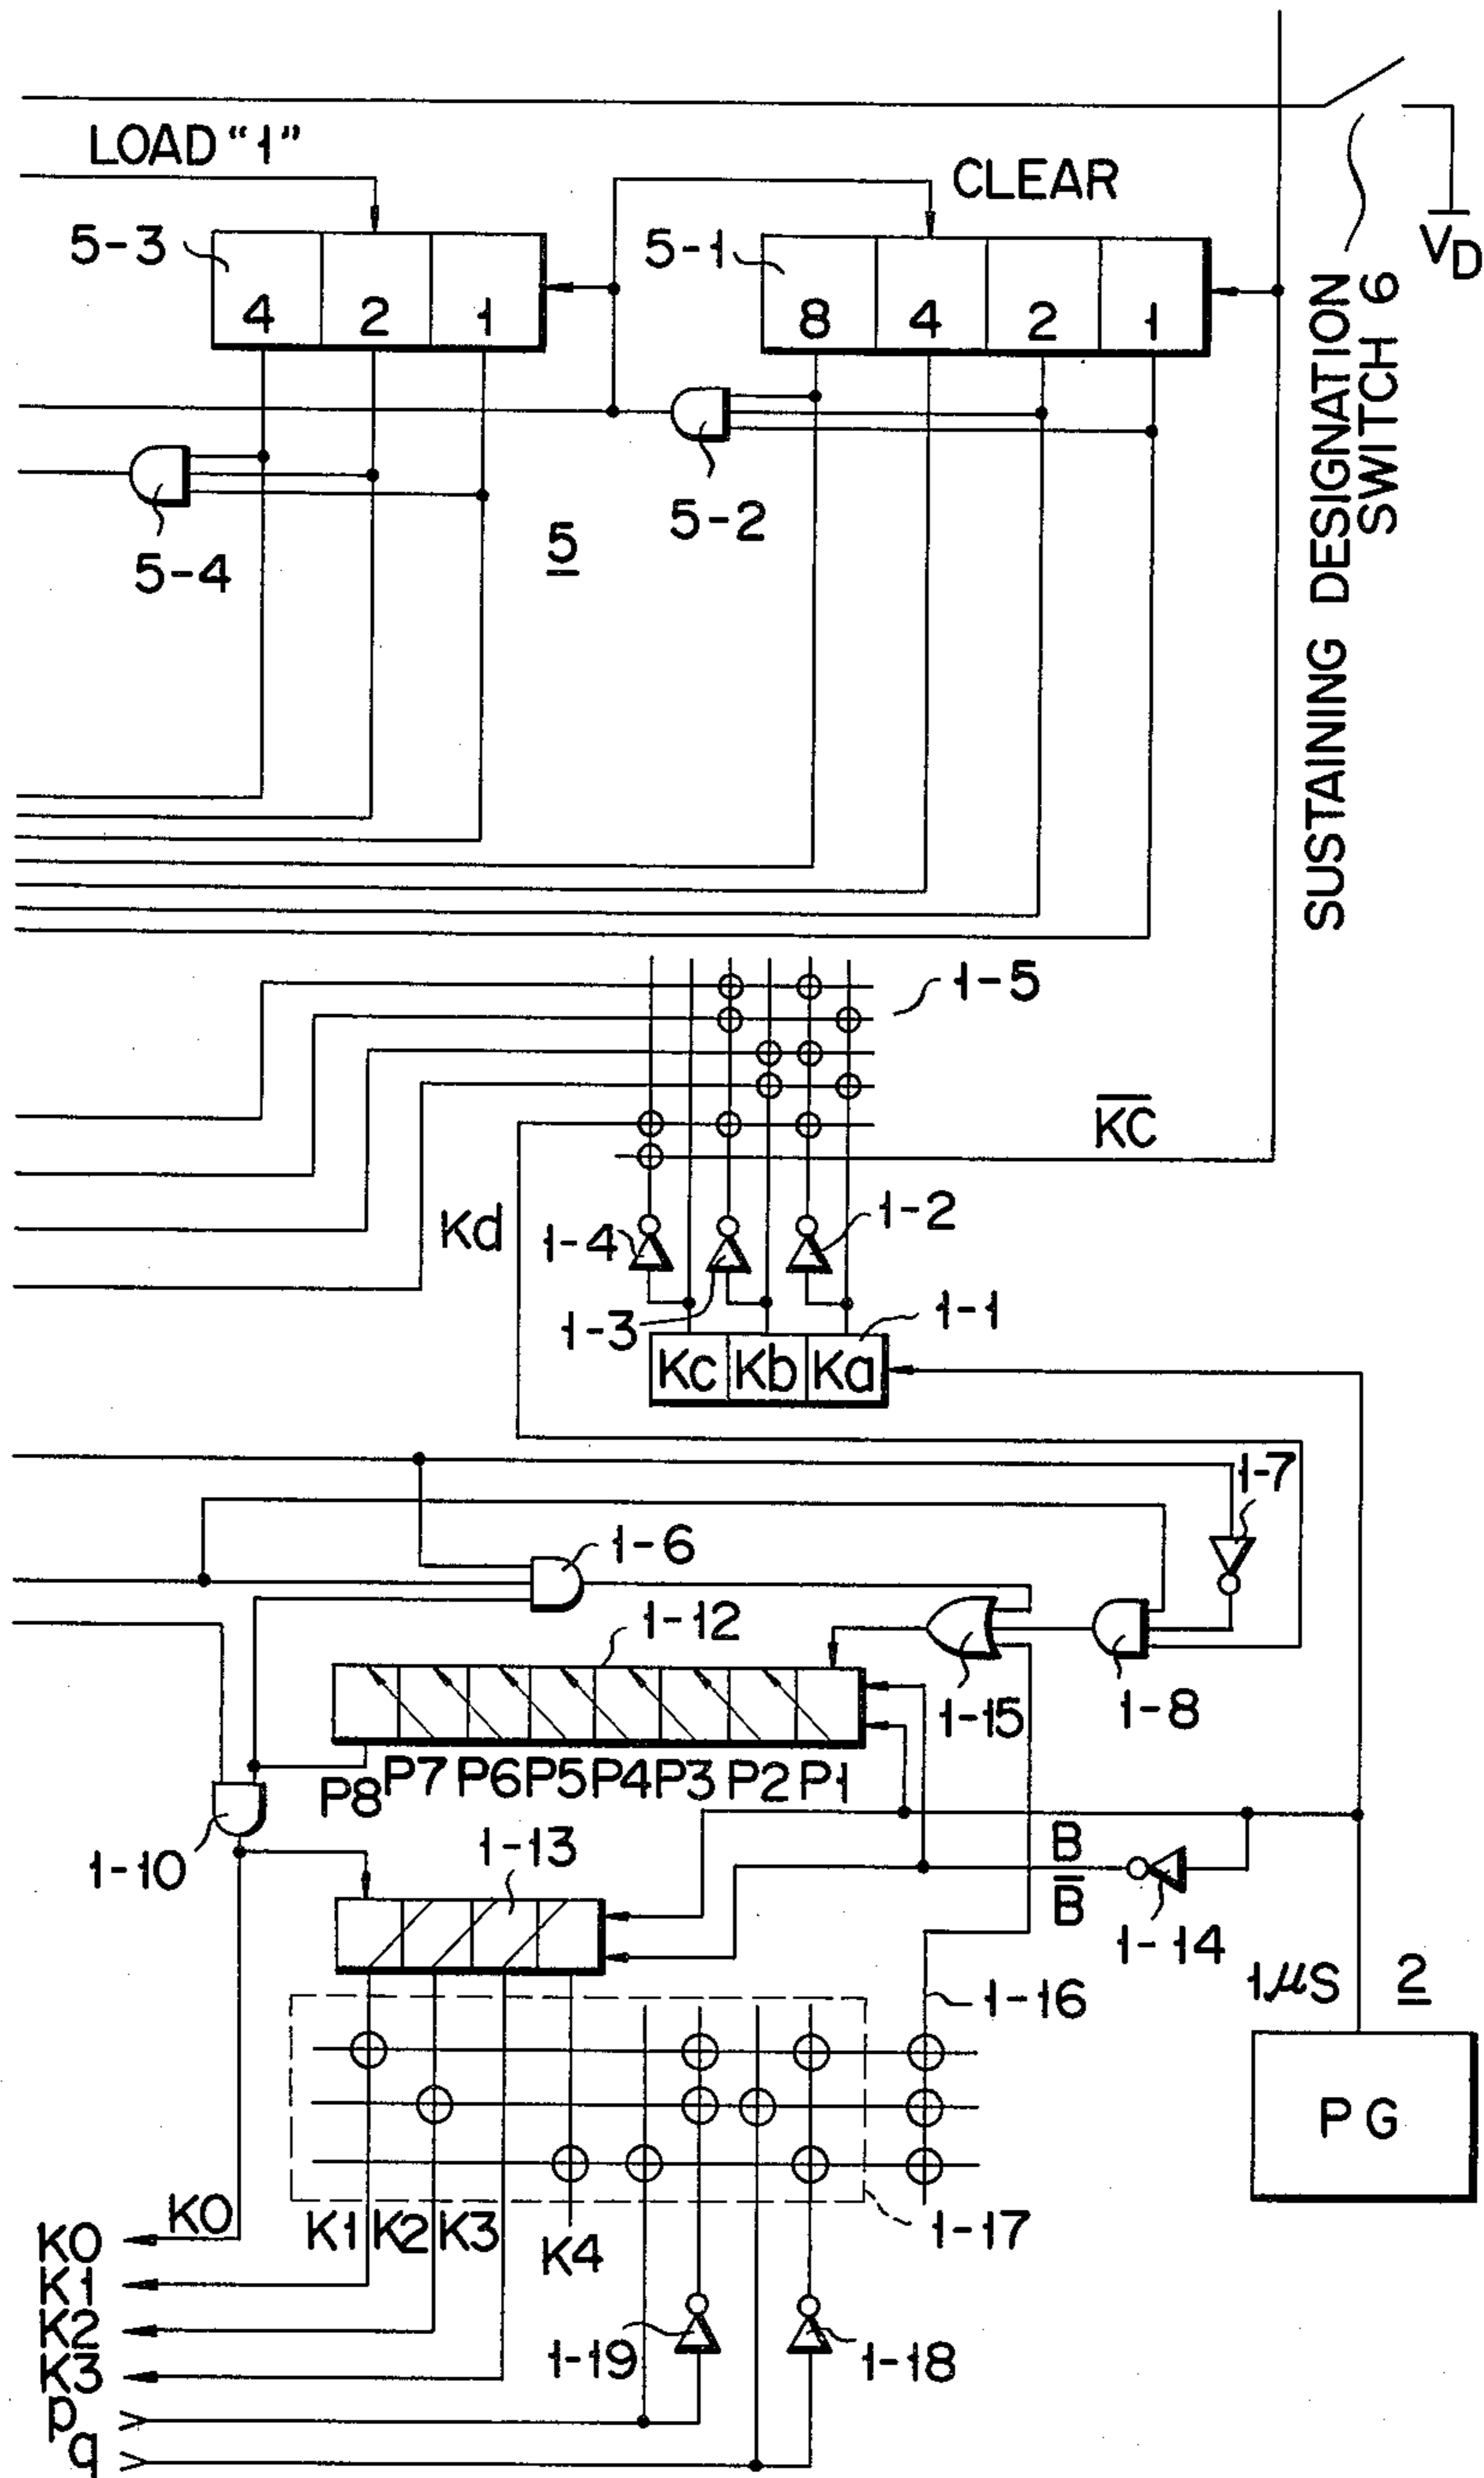 LOAD "1"
CLEAR
5-3
5-1
V_D
4 2 1
8 4 2 1
5-2
5-4
5
SUSTAINING DESIGNATION
SWITCH 6
1-5
K̅C̅
Kd
1-4
1-2
1-3
1-1
Kc Kb Ka
1-7
1-6
1-12
1-15
1-8
P8 P7 P6 P5 P4 P3 P2 P1
1-10
1-13
B
B̅
1-14
1μS
2
1-16
PG
K0
K1 K2 K3
K4
1-17
K0
K1
K2
K3
1-19
1-18
p
q